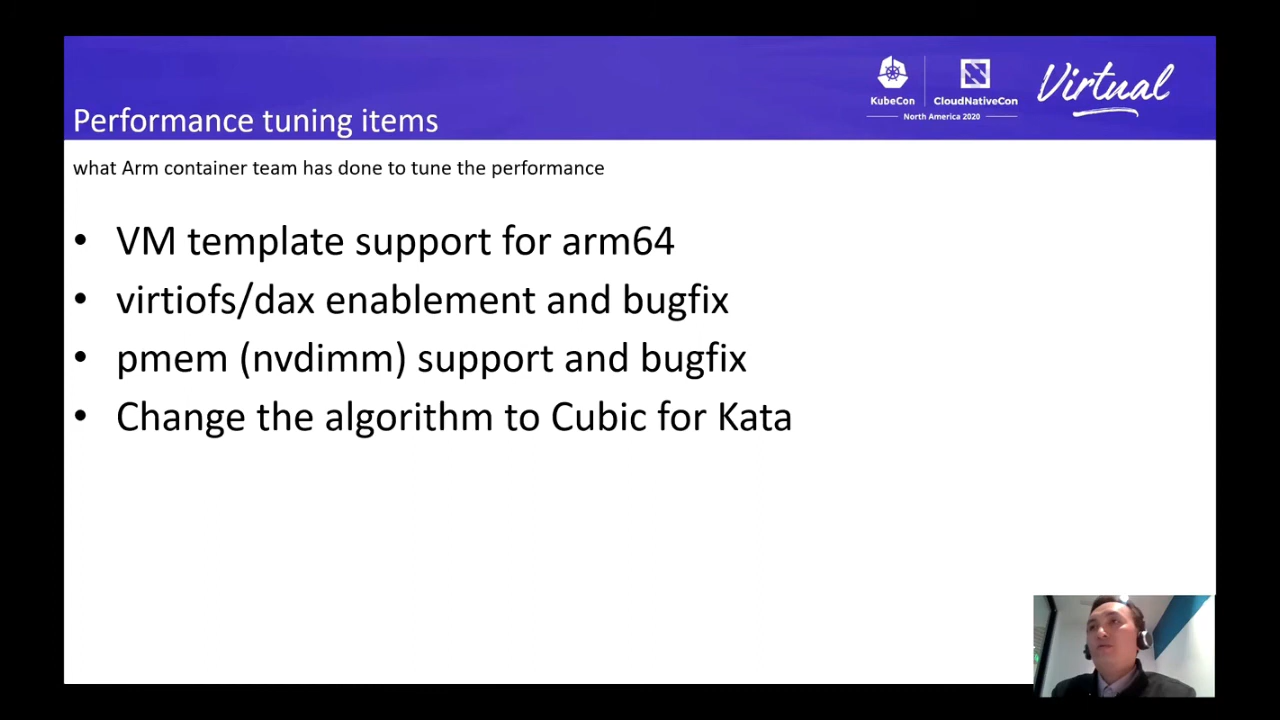 KubeCon
CloudNativeCon
North America 2020
Virtual
Performance tuning items
what Arm container team has done to tune the performance
• VM template support for arm64
• virtiofs/dax enablement and bugfix
• pmem (nvdimm) support and bugfix
• Change the algorithm to Cubic for Kata